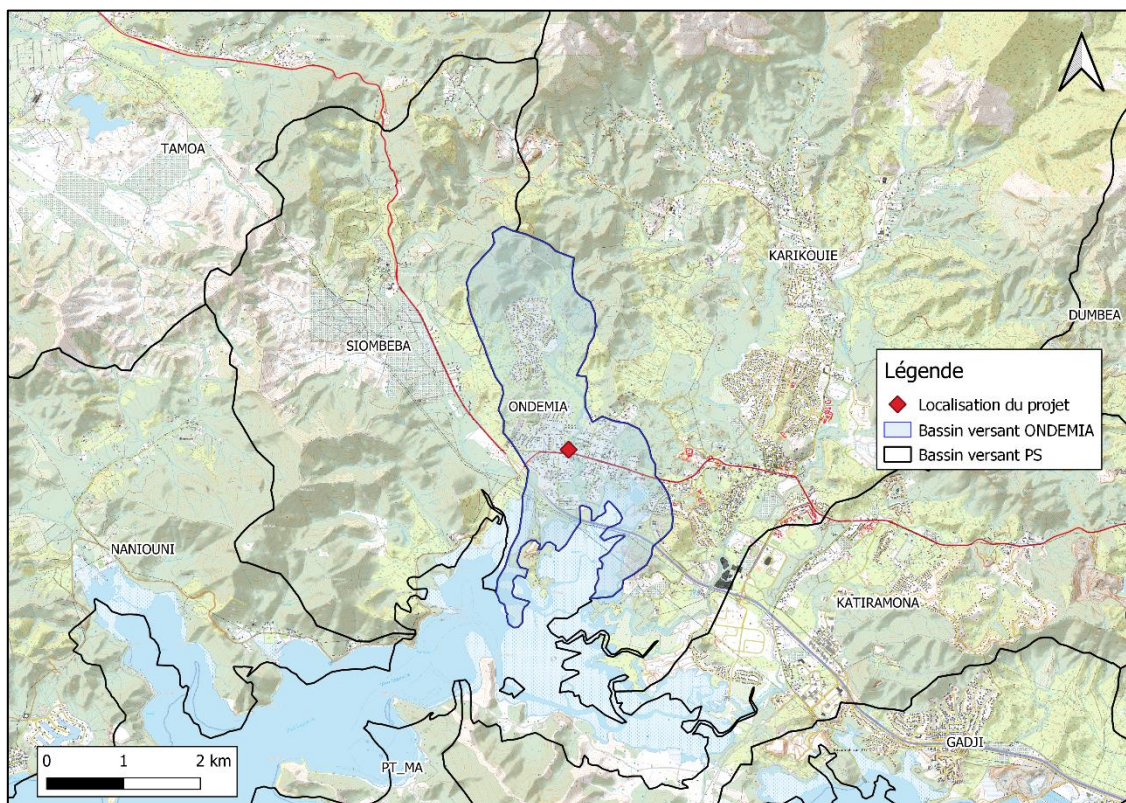 TAMOA
KARIKOUIE
DUMBEA
SIOMBEBA
Légende
Localisation du projet
Bassin versant ONDEMIA
Bassin versant PS
ONDEMIA
NANIOUNI
KATIRAMONA
GADJI
PT_MA
0 1 2 km